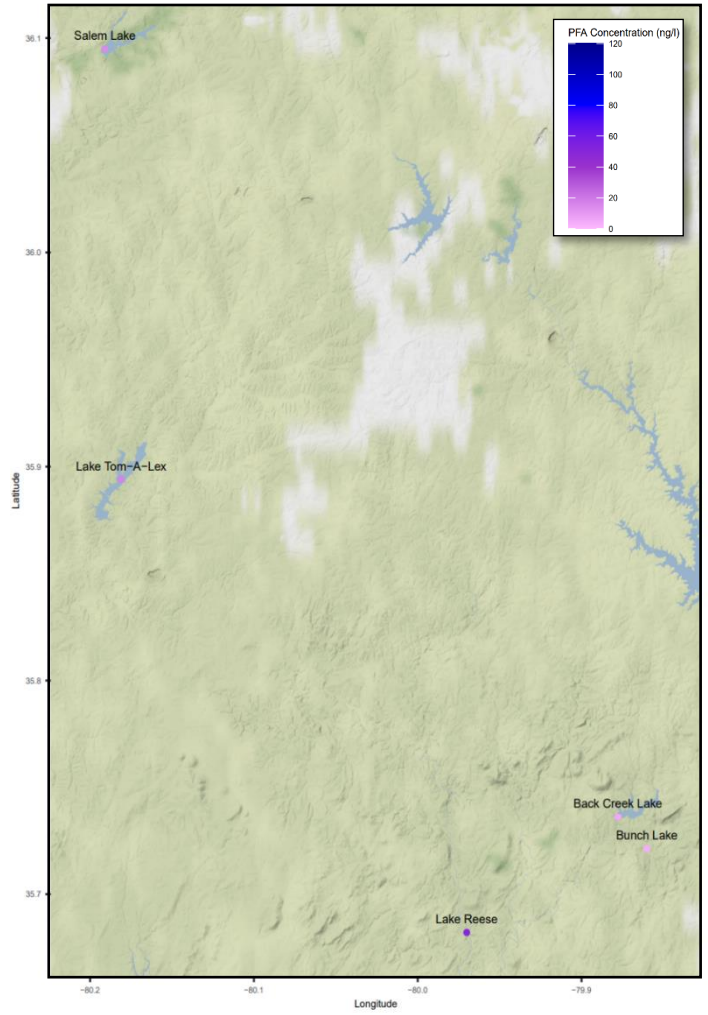 Salem Lake
PFA Concentration (ng/l)
120
100
80
60
40
20
0
Lake Tom−A−Lex
Back Creek Lake
Bunch Lake
Lake Reese
36.1
36.0
35.9
35.8
35.7
Latitude
−80.2
−80.1
−80.0
−79.9
Longitude